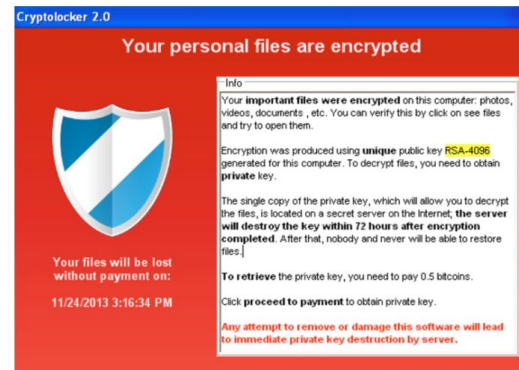 Cryptolocker 2.0
Your personal files are encrypted
Info
Your important files were encrypted on this computer: photos,
videos, documents , etc. You can verify this by click on see files
and try to open them.
Encryption was produced using unique public key RSA-4096
generated for this computer. To decrypt files, you need to obtain
private key.
The single copy of the private key, which will allow you to decrypt
the files, is located on a secret server on the Internet; the server
will destroy the key within 72 hours after encryption
completed. After that, nobody and never will be able to restore
files.
To retrieve the private key, you need to pay 0.5 bitcoins.
Click proceed to payment to obtain private key.
Any attempt to remove or damage this software will lead
to immediate private key destruction by server.
Your files will be lost
without payment on:
11/24/2013 3:16:34 PM